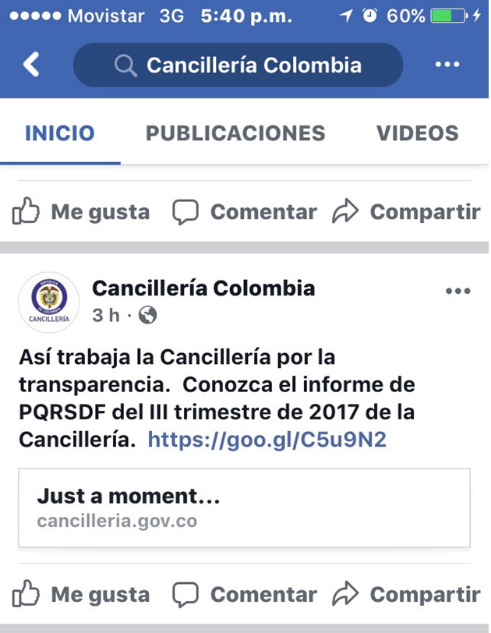 Movistar 3G 5:40 p.m. 60%
Cancillería Colombia
INICIO PUBLICACIONES VIDEOS
Me gusta Comentar Compartir
Cancillería Colombia
3 h ·
CANCILLERÍA
Así trabaja la Cancillería por la
transparencia. Conozca el informe de
PQRSDF del III trimestre de 2017 de la
Cancillería. https://goo.gl/C5u9N2
Just a moment...
cancilleria.gov.co
Me gusta Comentar Compartir